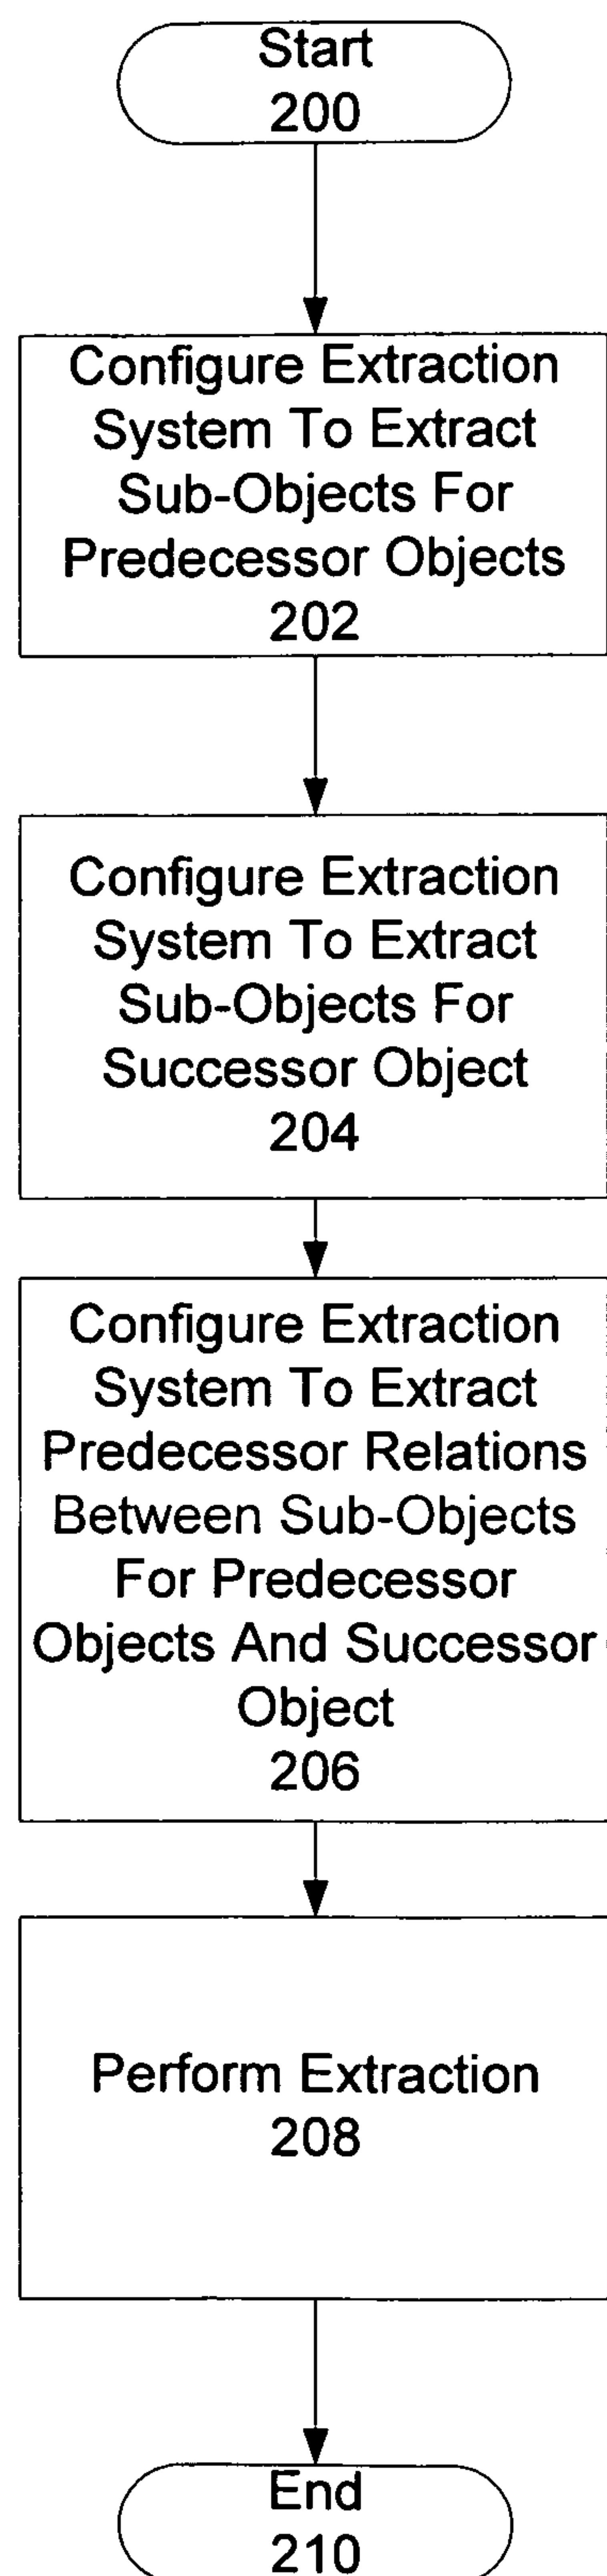 Start
200
Configure Extraction
System To Extract
Sub-Objects For
Predecessor Objects
202
Configure Extraction
System To Extract
Sub-Objects For
Successor Object
204
Configure Extraction
System To Extract
Predecessor Relations
Between Sub-Objects
For Predecessor
Objects And Successor
Object
206
Perform Extraction
208
End
210